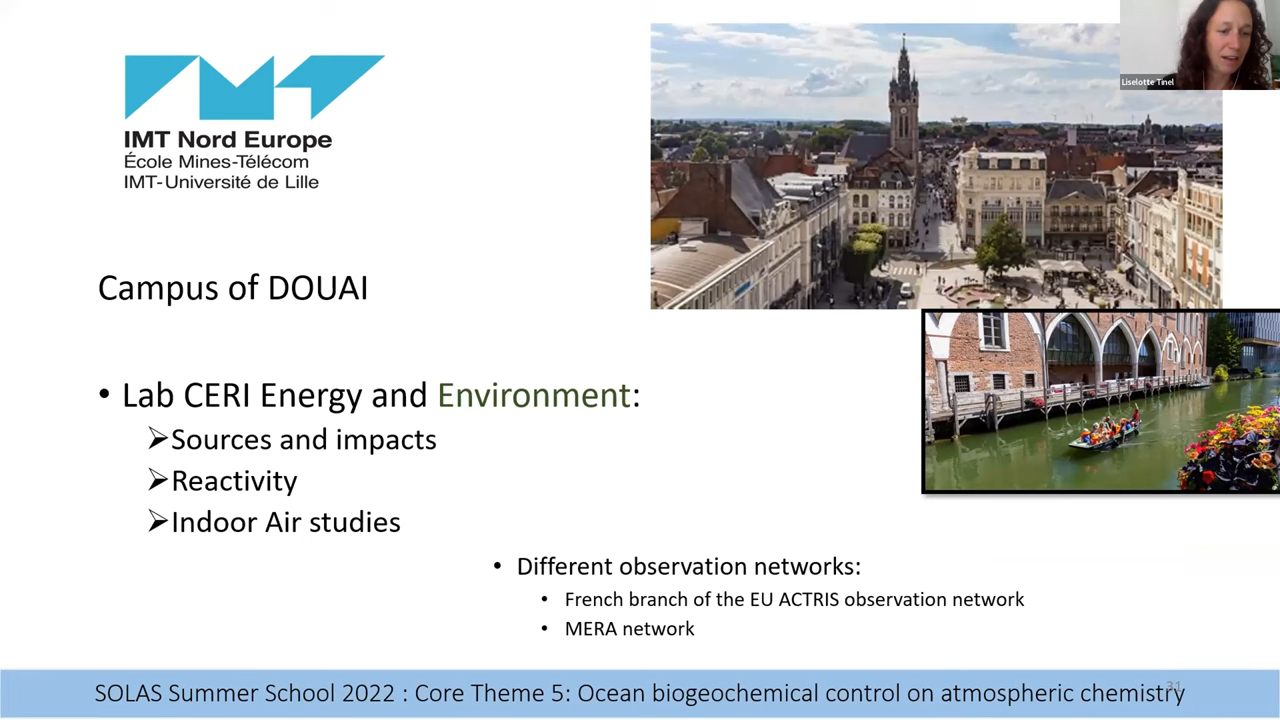 Liselotte Tinel
IMT Nord Europe
École Mines-Télécom
IMT-Université de Lille
Campus of DOUAI
• Lab CERI Energy and Environment:
➢Sources and impacts
➢Reactivity
➢Indoor Air studies
• Different observation networks:
• French branch of the EU ACTRIS observation network
• MERA network
SOLAS Summer School 2022 : Core Theme 5: Ocean biogeochemical control on atmospheric chemistry
31